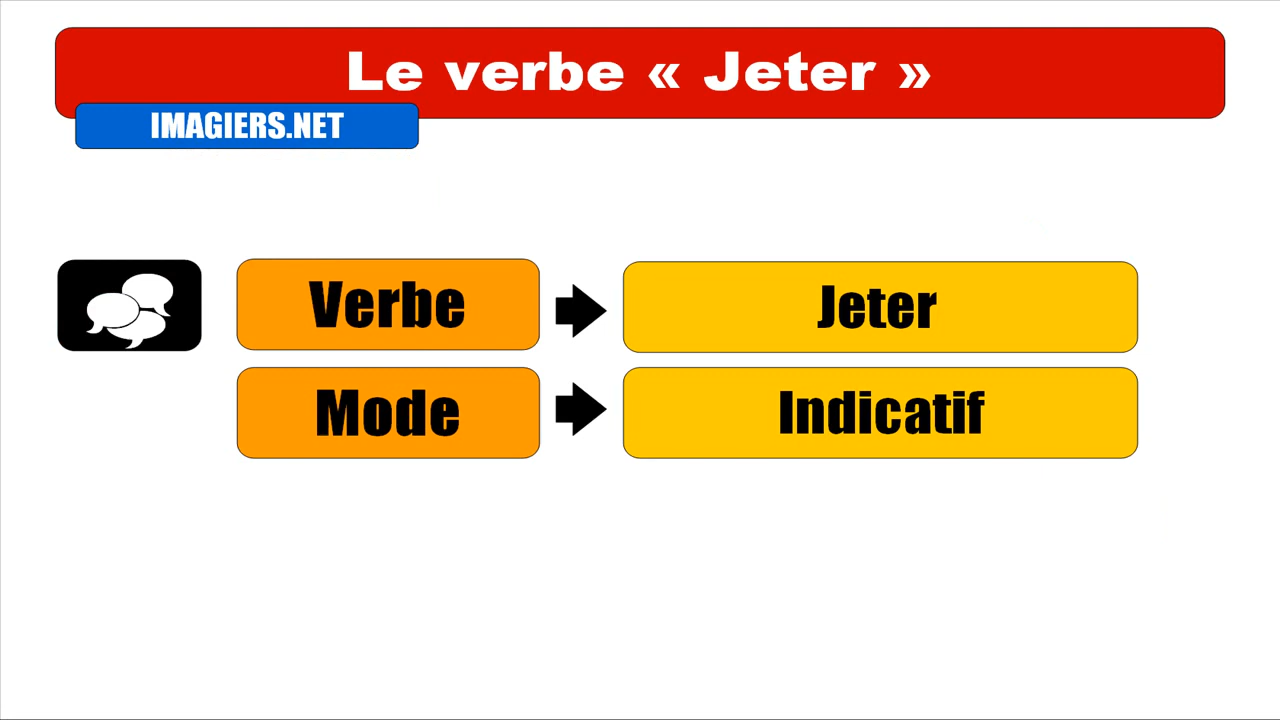 Le verbe « Jeter »
IMAGIERS.NET
Verbe
Jeter
Mode
Indicatif